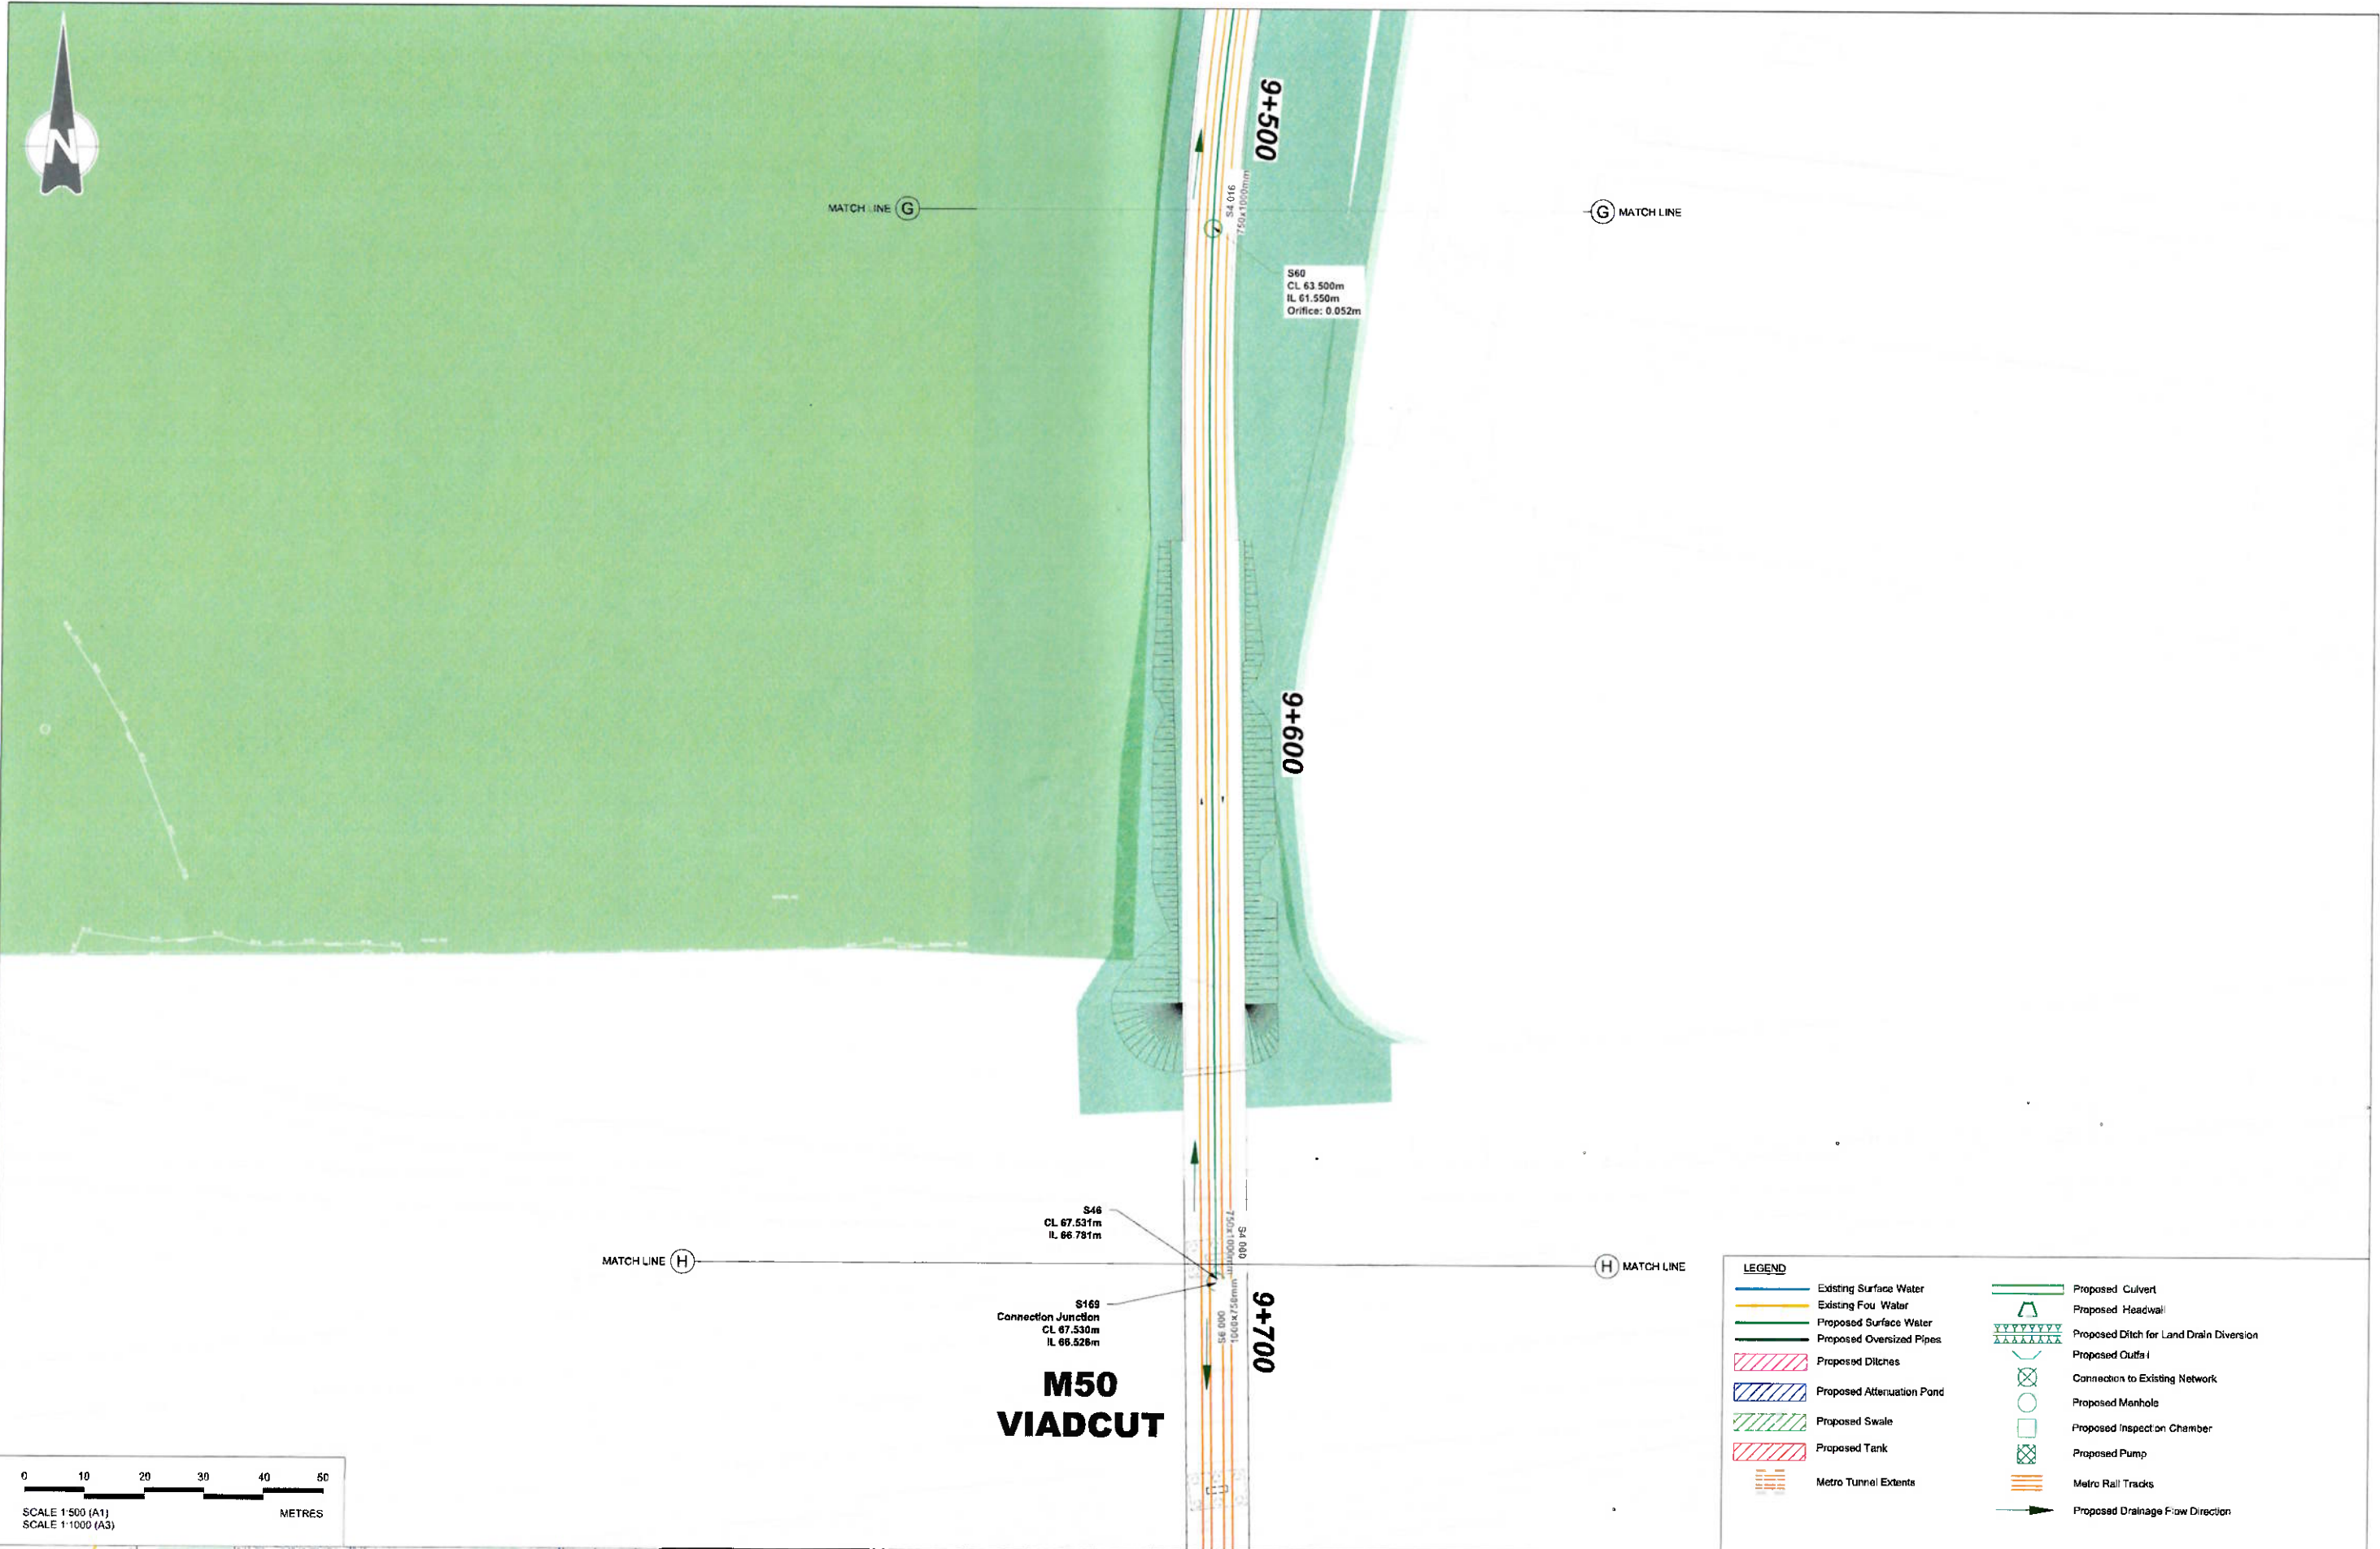 N
9+500
S4.016
750x1000mm
MATCH LINE G
G MATCH LINE
S60
CL 63.500m
IL 61.550m
Orifice: 0.052m
9+600
S46
CL 67.531m
IL 66.781m
S4.000
750x1000mm
MATCH LINE H
H MATCH LINE
S169
Connection Junction
CL 67.530m
IL 66.526m
S6.000
1000x750mm
9+700
M50
VIADCUT
0 10 20 30 40 50
SCALE 1:500 (A1) METRES
SCALE 1:1000 (A3)
LEGEND
Existing Surface Water
Existing Foul Water
Proposed Surface Water
Proposed Oversized Pipes
Proposed Ditches
Proposed Attenuation Pond
Proposed Swale
Proposed Tank
Metro Tunnel Extents
Proposed Culvert
Proposed Headwall
Proposed Ditch for Land Drain Diversion
Proposed Outfall
Connection to Existing Network
Proposed Manhole
Proposed Inspection Chamber
Proposed Pump
Metro Rail Tracks
Proposed Drainage Flow Direction